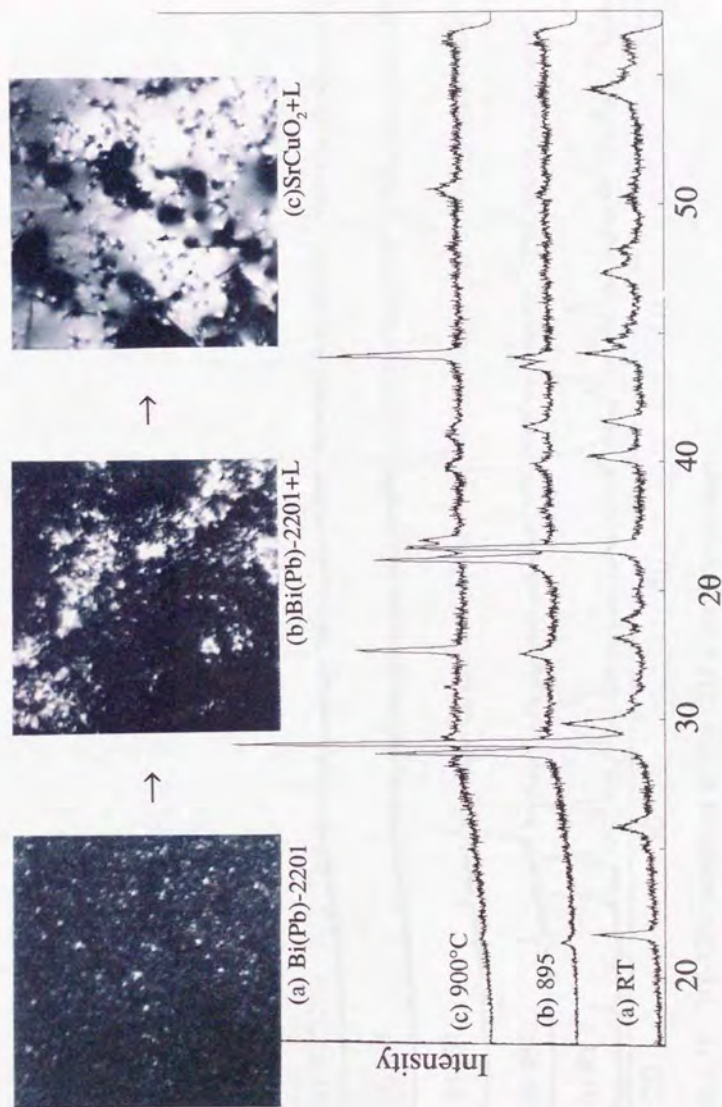 (a) Bi(Pb)-2201
→
(b)Bi(Pb)-2201+L
→
(c)SrCuO₂+L
Intensity
(c) 900°C
(b) 895
(a) RT
20
30
40
50
2θ